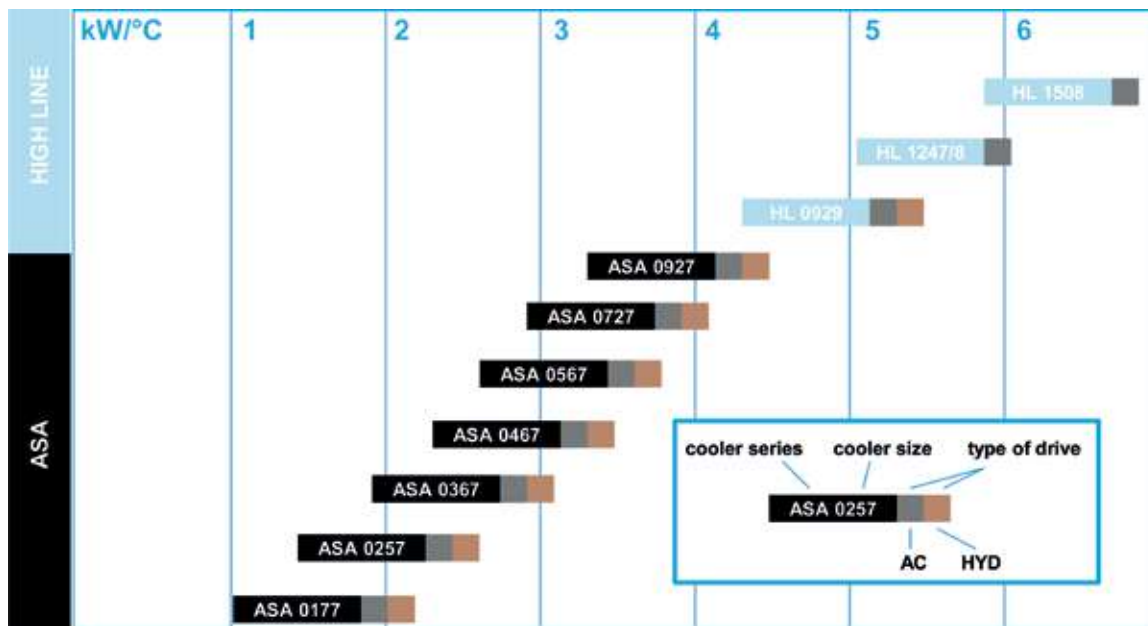 kW/°C 1 2 3 4 5 6
HIGH LINE
HL 1508
HL 1247/8
HL 0929
ASA
ASA 0927
ASA 0727
ASA 0567
ASA 0467
ASA 0367
ASA 0257
ASA 0177
cooler series cooler size type of drive
ASA 0257
AC HYD